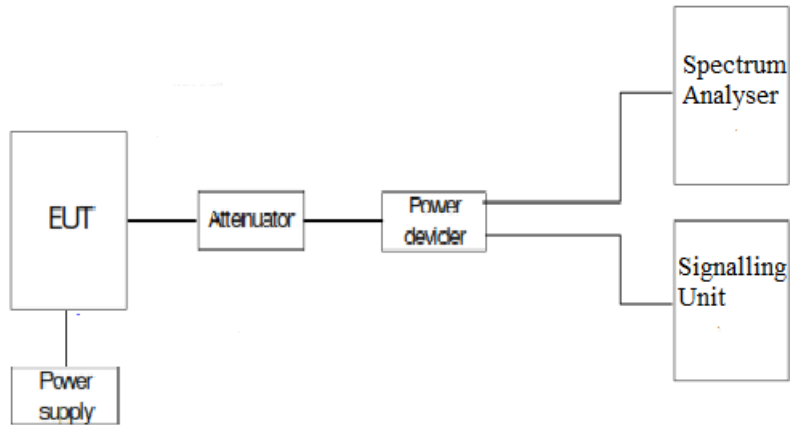 Spectrum
Analyser
EUT
Attenuator
Power
devider
Signalling
Unit
Power
supply